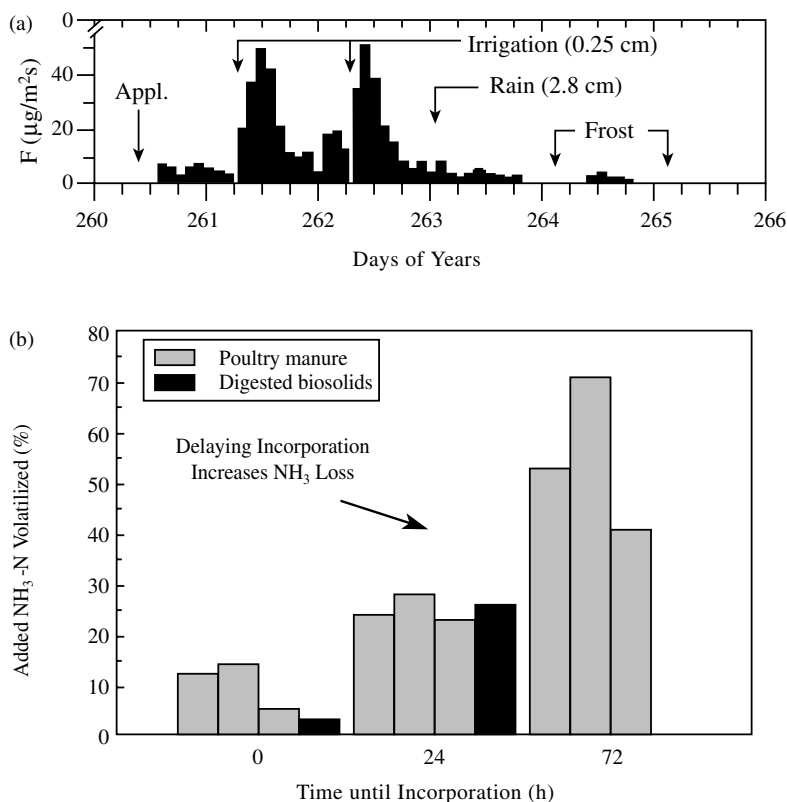 (a)
0
40
20
0
F (μg/m²s)
Appl.
Irrigation (0.25 cm)
Rain (2.8 cm)
Frost
260 261 262 263 264 265 266
Days of Years
(b)
80
70
60
50
40
30
20
10
0
Added NH₃-N Volatilized (%)
Poultry manure
Digested biosolids
Delaying Incorporation
Increases NH₃ Loss
0 24 72
Time until Incorporation (h)